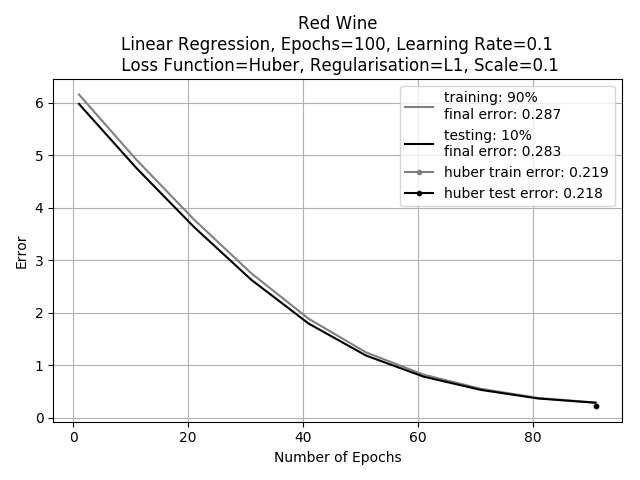 Red Wine
Linear Regression, Epochs=100, Learning Rate=0.1
Loss Function=Huber, Regularisation=L1, Scale=0.1
training: 90%
final error: 0.287
testing: 10%
final error: 0.283
huber train error: 0.219
huber test error: 0.218
Error
6
5
4
3
2
1
0
0 20 40 60 80
Number of Epochs